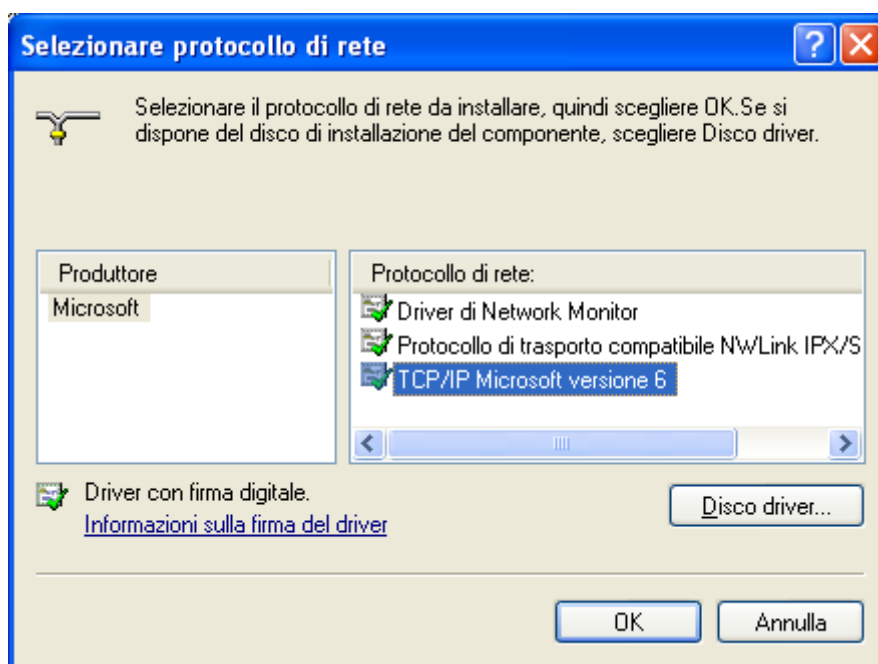 Selezionare protocollo di rete
Selezionare il protocollo di rete da installare, quindi scegliere OK.Se si
dispone del disco di installazione del componente, scegliere Disco driver.
Produttore
Microsoft
Protocollo di rete:
Driver di Network Monitor
Protocollo di trasporto compatibile NWLink IPX/S
TCP/IP Microsoft versione 6
Driver con firma digitale.
Informazioni sulla firma del driver
Disco driver...
OK
Annulla